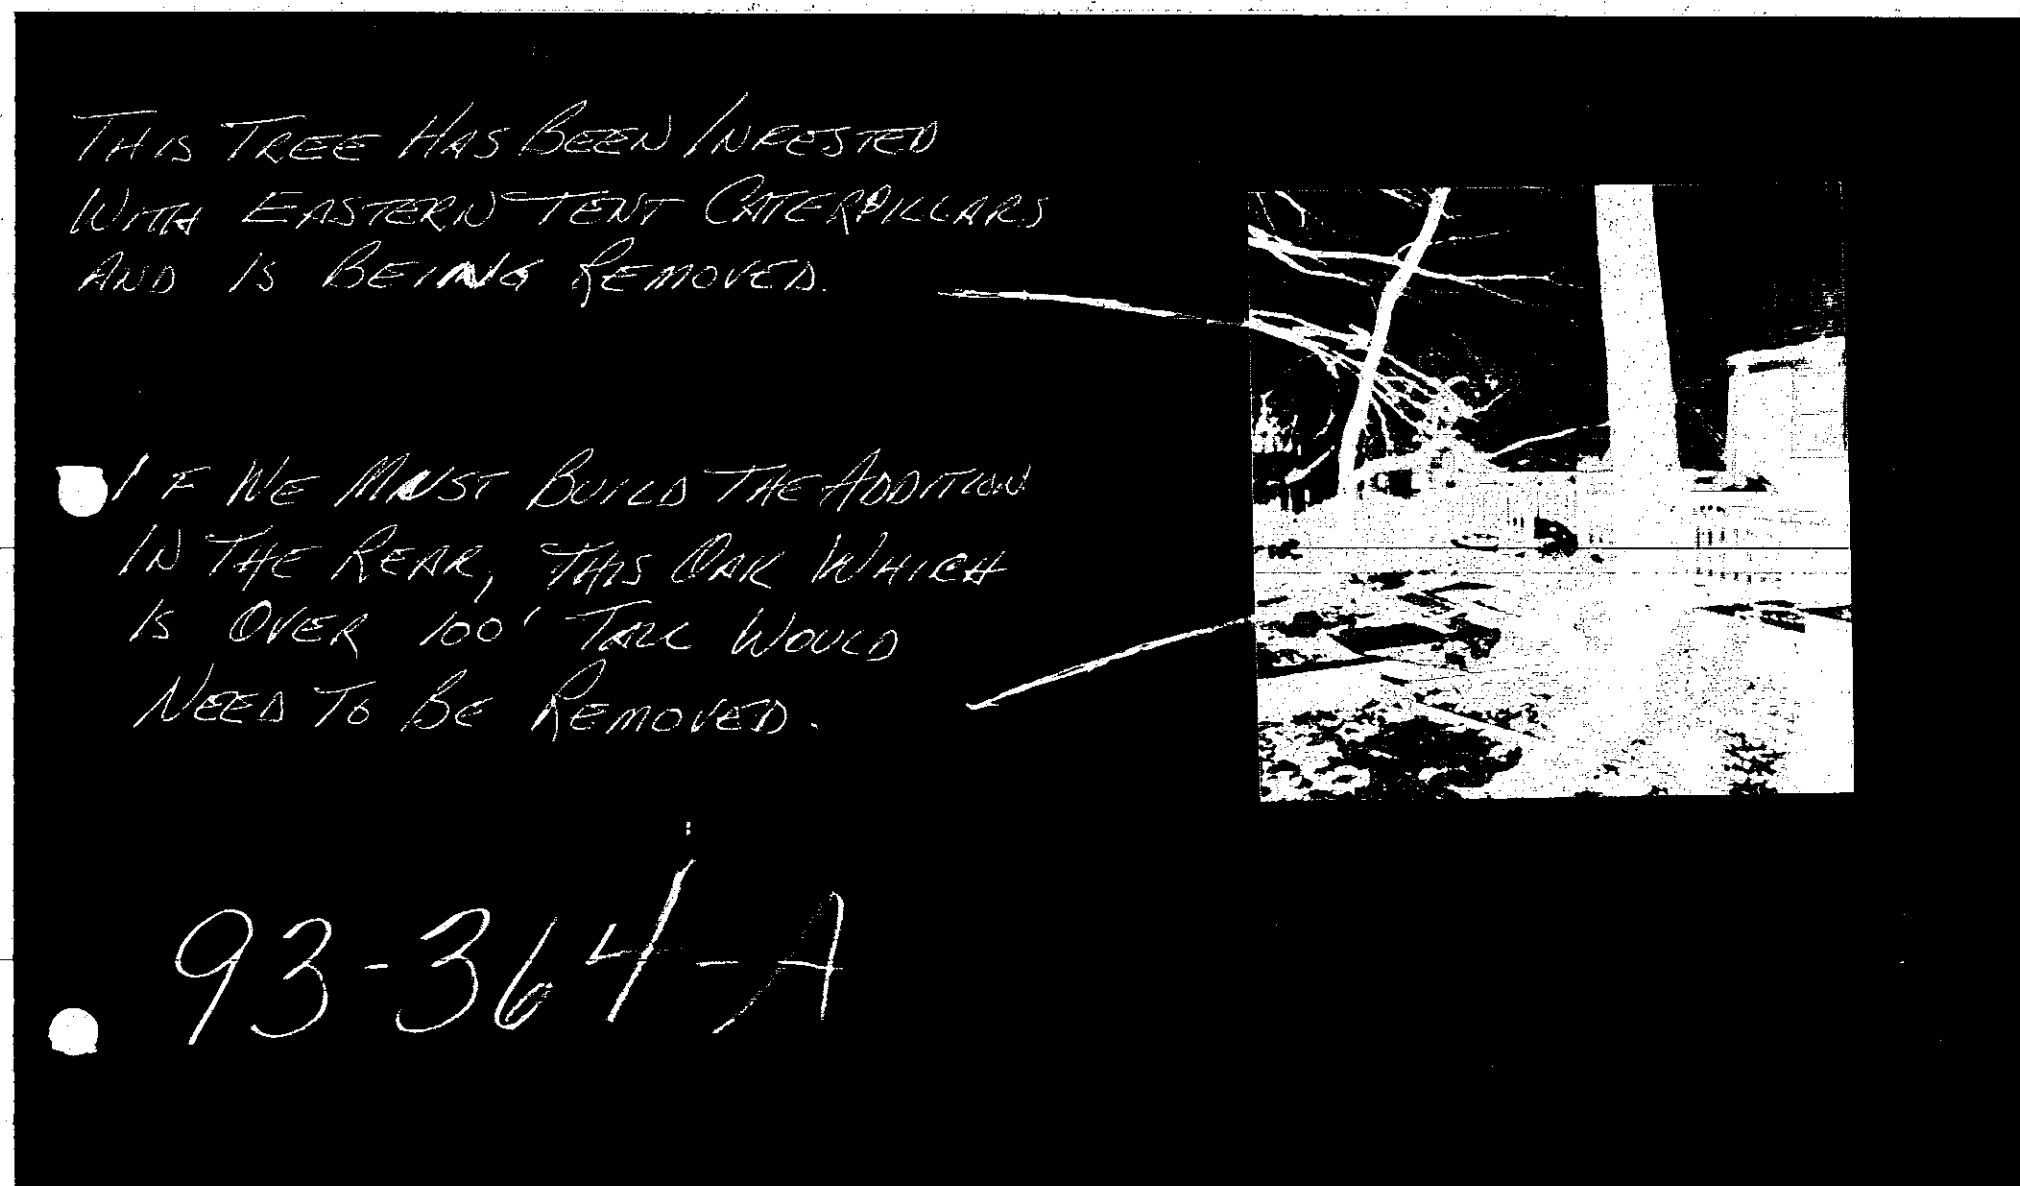 THIS TREE HAS BEEN INFESTED
WITH EASTERN TENT CATERPILLARS
AND IS BEING REMOVED.
IF WE MUST BUILD THE ADDITION
IN THE REAR, THIS OAK WHICH
IS OVER 100' TALL WOULD
NEED TO BE REMOVED.
93-364-A